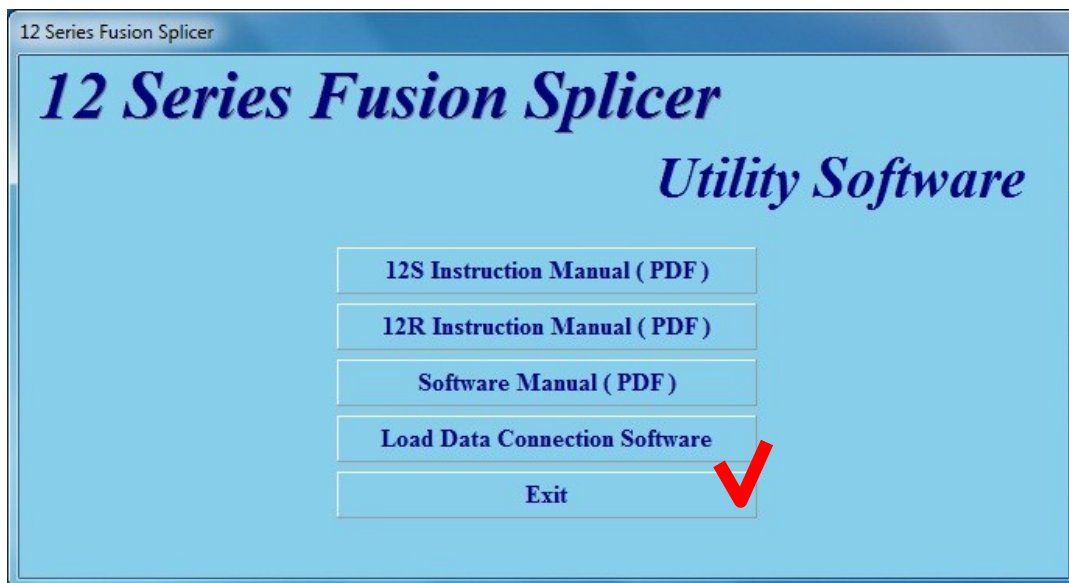 12 Series Fusion Splicer
12 Series Fusion Splicer
Utility Software
12S Instruction Manual ( PDF )
12R Instruction Manual ( PDF )
Software Manual ( PDF )
Load Data Connection Software
Exit